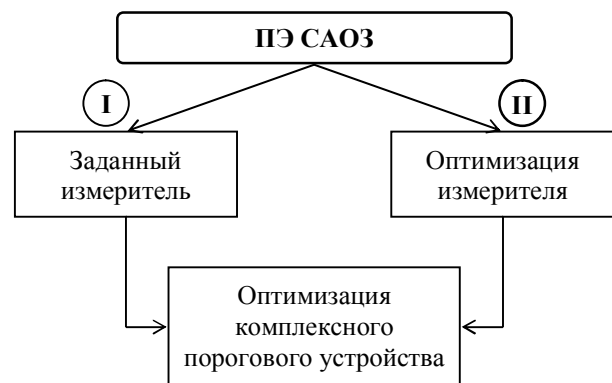 ПЭ САОЗ
I
II
Заданный
измеритель
Оптимизация
измерителя
Оптимизация
комплексного
порогового устройства